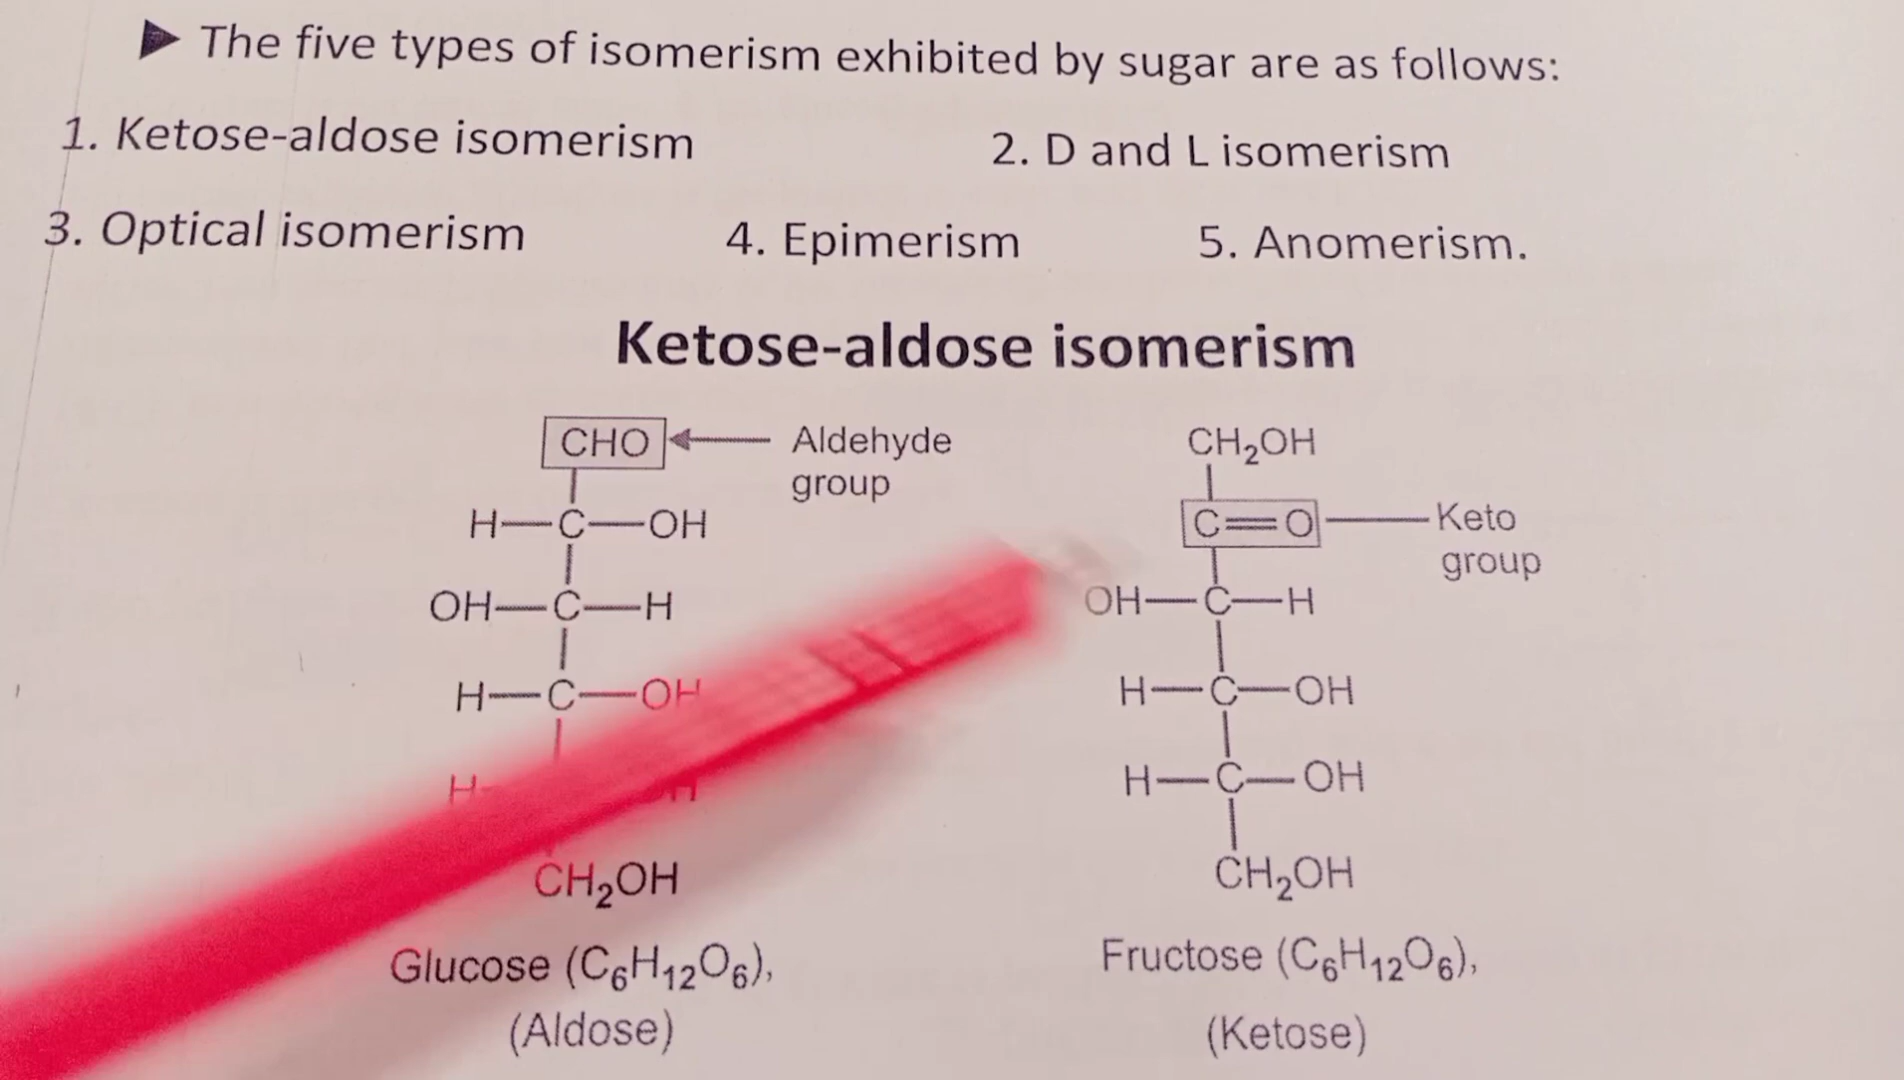 ▶ The five types of isomerism exhibited by sugar are as follows:
1. Ketose-aldose isomerism 2. D and L isomerism
3. Optical isomerism 4. Epimerism 5. Anomerism.
Ketose-aldose isomerism
CHO Aldehyde
group
H—C—OH
OH—C—H
H—C—OH
H-
CH₂OH
Glucose (C₆H₁₂O₆),
(Aldose)
CH₂OH
C=O Keto
group
OH—C—H
H—C—OH
H—C—OH
CH₂OH
Fructose (C₆H₁₂O₆),
(Ketose)